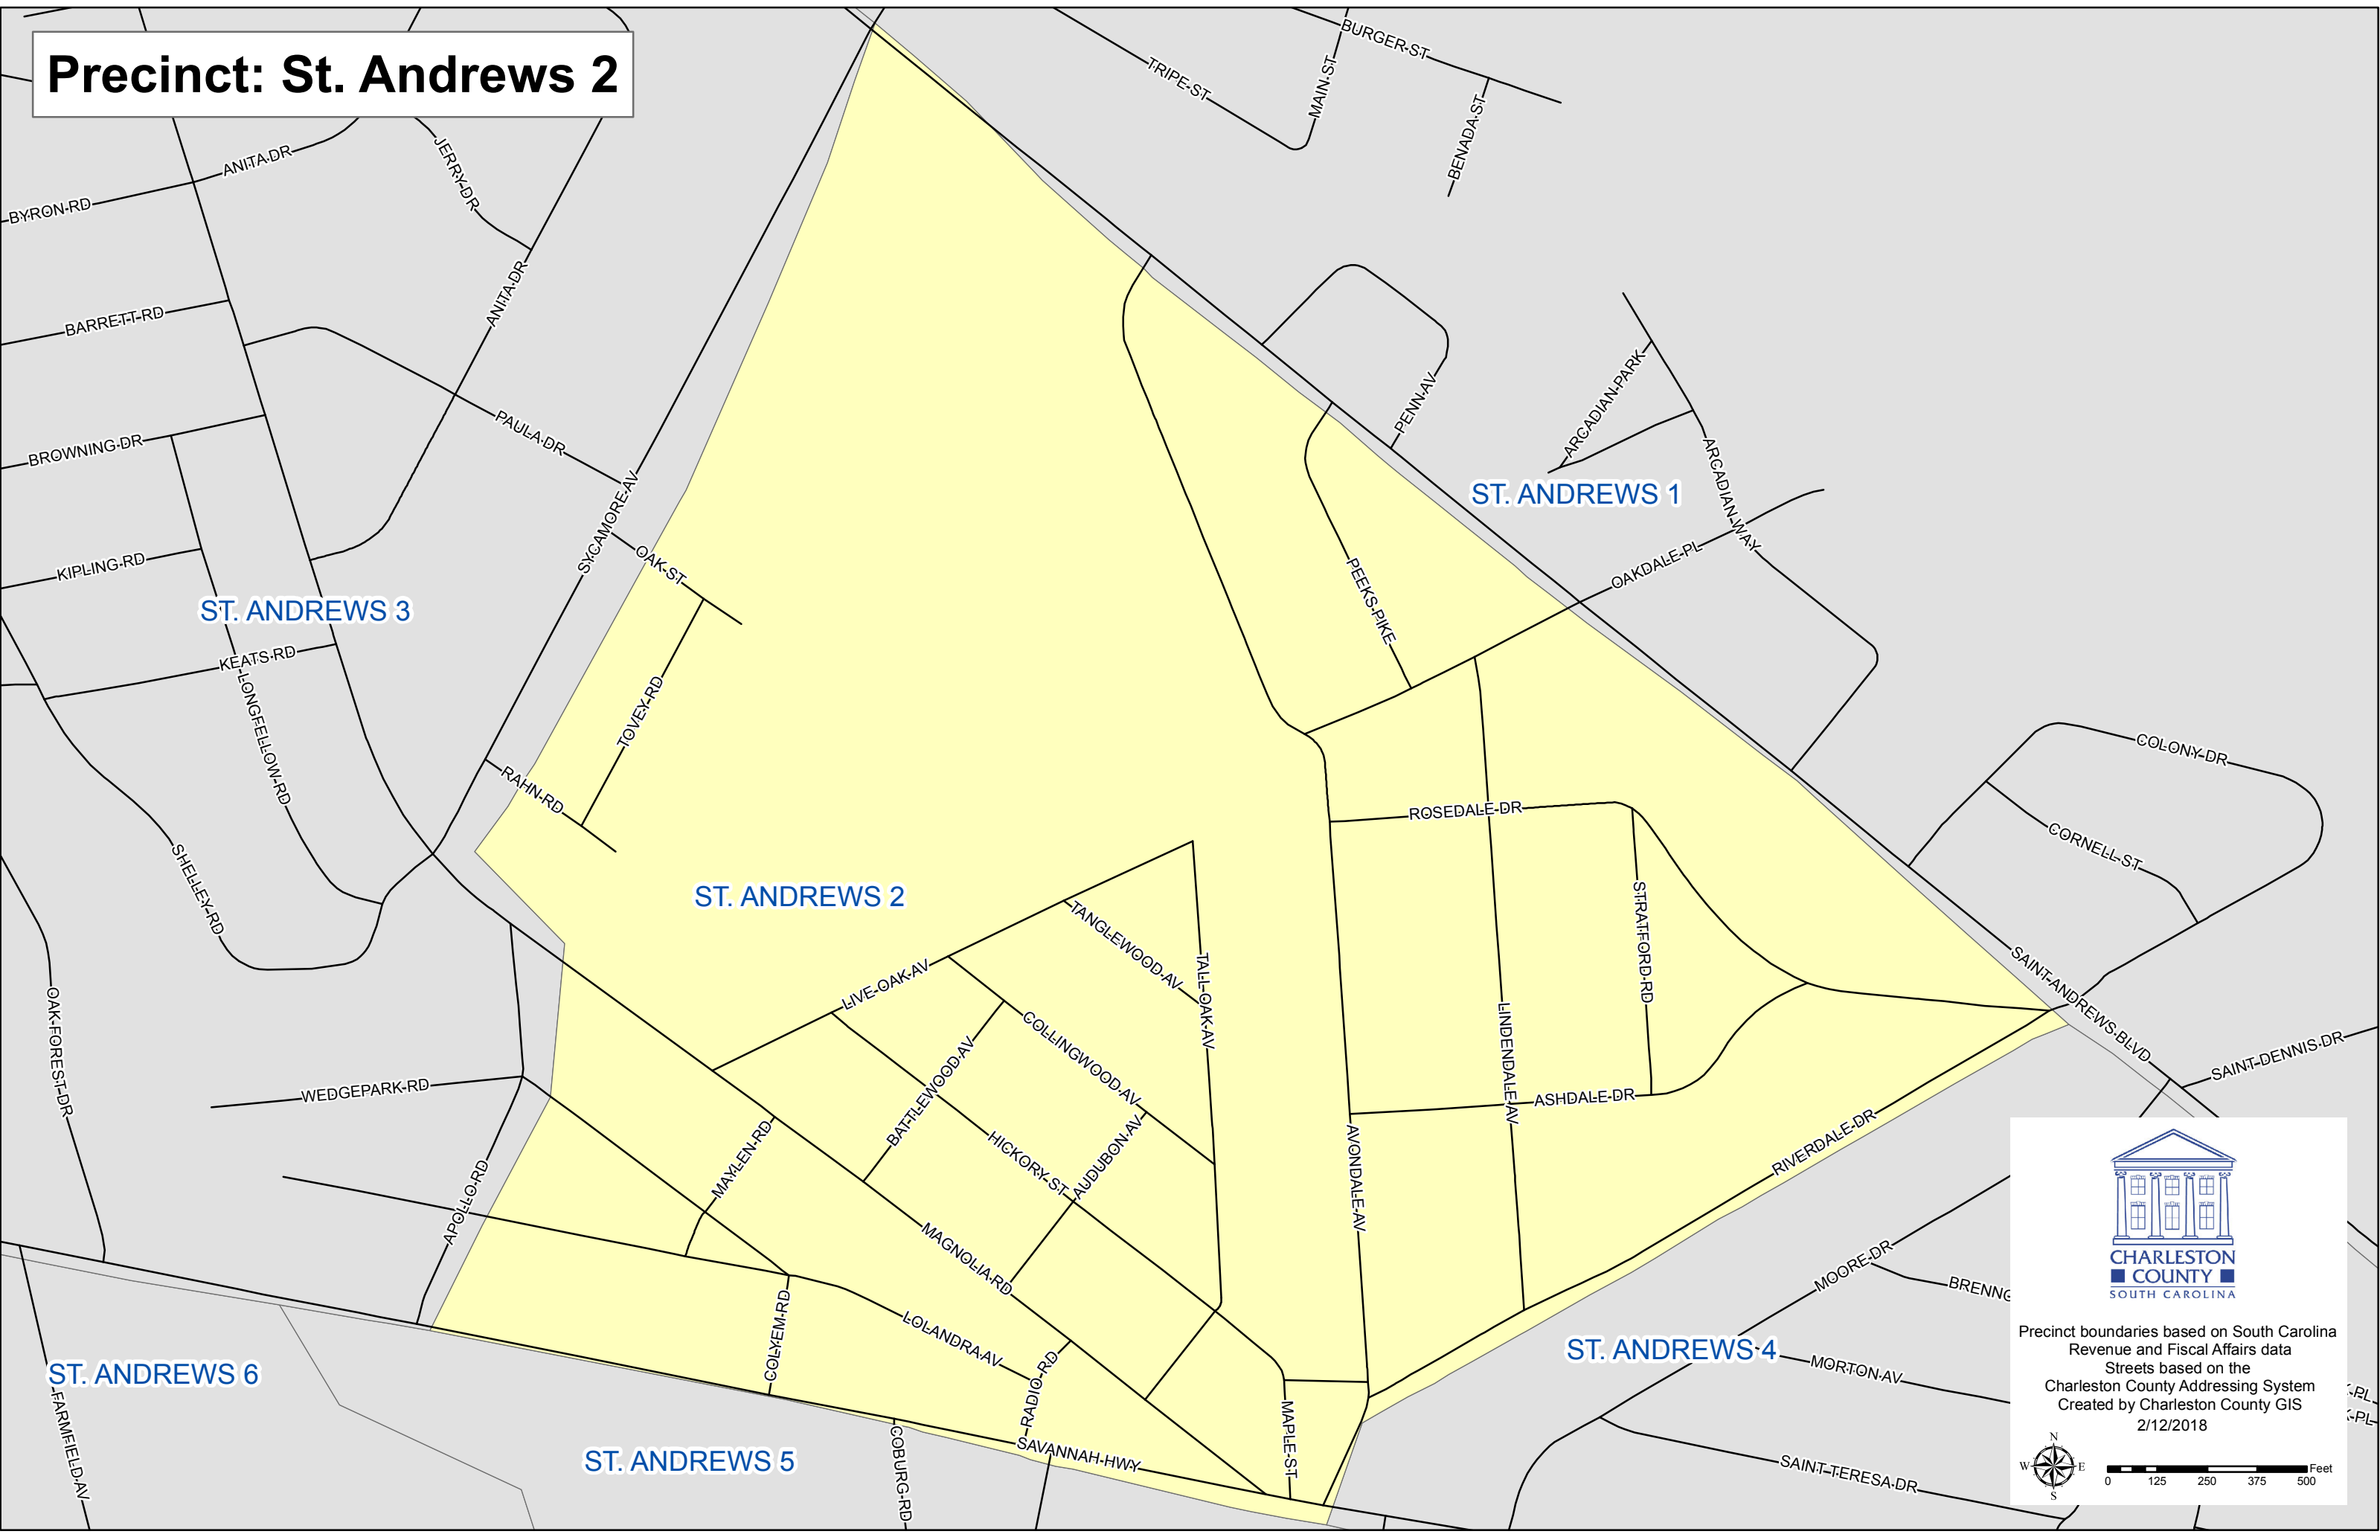 Precinct: St. Andrews 2
BURGER ST
TRIPE ST
MAIN ST
BENADA ST
ANITA DR
JERRY DR
BYRON RD
ANITA DR
BARRETT RD
PAULA DR
PENN AV
ARCADIAN PARK
BROWNING DR
ARCADIAN WAY
ST. ANDREWS 1
SYCAMORE AV
OAK ST
KIPLING RD
PEEKS PIKE
OAKDALE PL
ST. ANDREWS 3
KEATS RD
LONGFELLOW RD
TOVEY RD
RAHN RD
COLONY DR
ROSEDALE DR
CORNELL ST
SHELLEY RD
ST. ANDREWS 2
TANGLEWOOD AV
STRATFORD RD
LIVE OAK AV
TALL OAK AV
SAINT ANDREWS BLVD
OAK FOREST DR
COLLINGWOOD AV
LINDENDALE AV
SAINT DENNIS DR
BATTLEWOOD AV
WEDGEPARK RD
ASHDALE DR
MAYLEN RD
HICKORY ST
AUDUBON AV
AVONDALE AV
RIVERDALE DR
APOLLO RD
MAGNOLIA RD
MOORE DR
BRENNO
COLYEM RD
LOLANDRA AV
RADIO RD
ST. ANDREWS 4
MORTON AV
ST. ANDREWS 6
FARMFIELD AV
ST. ANDREWS 5
COBURG RD
SAVANNAH HWY
MAPLE ST
SAINT TERESA DR
K PL
K PL
CHARLESTON
COUNTY
SOUTH CAROLINA
Precinct boundaries based on South Carolina
Revenue and Fiscal Affairs data
Streets based on the
Charleston County Addressing System
Created by Charleston County GIS
2/12/2018
N
W E
S
Feet
0 125 250 375 500